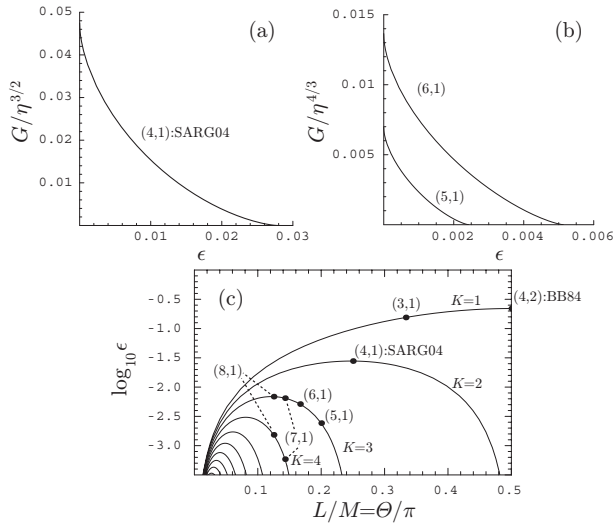 (a)
G/η^{3/2}
0.05
0.04
0.03
0.02
0.01
(4,1):SARG04
0.01 0.02 0.03
ϵ
(b)
G/η^{4/3}
0.015
0.01
0.005
(6,1)
(5,1)
0.002 0.004 0.006
ϵ
(c)
log₁₀ ϵ
-0.5
-1.0
-1.5
-2.0
-2.5
-3.0
(3,1)
K=1
(4,2):BB84
(4,1):SARG04
K=2
(8,1)
(6,1)
(5,1)
(7,1)
K=4
K=3
0.1 0.2 0.3 0.4 0.5
L/M=Θ/π